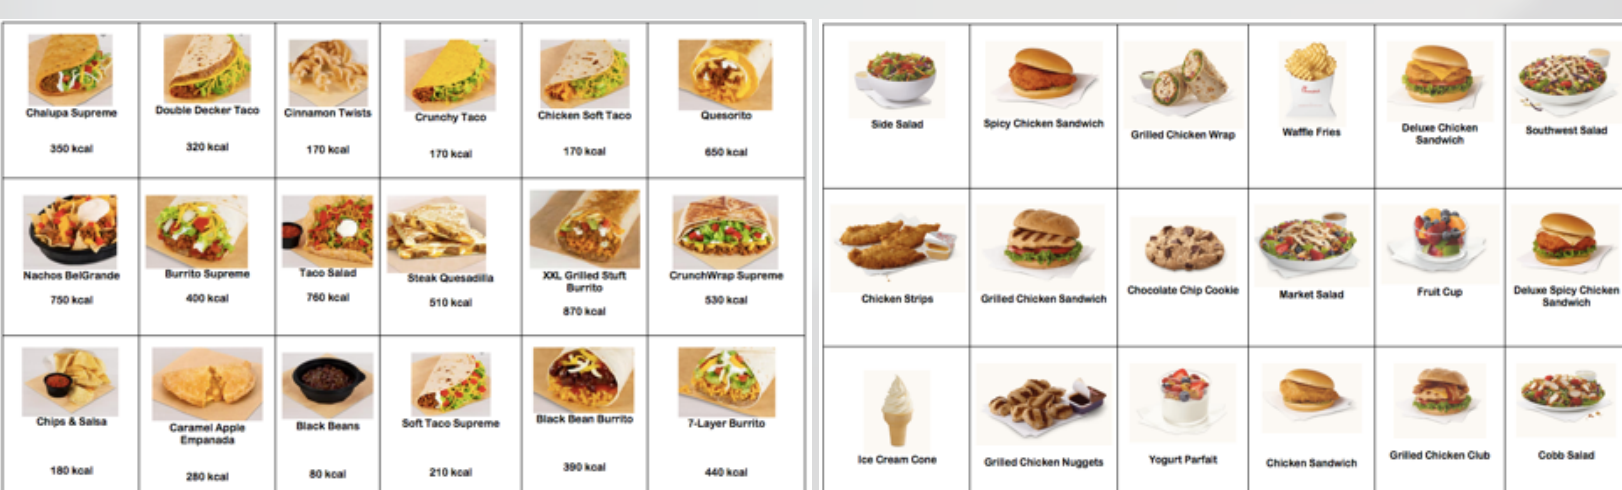 Chalupa Supreme
350 kcal
Double Decker Taco
320 kcal
Cinnamon Twists
170 kcal
Crunchy Taco
170 kcal
Chicken Soft Taco
170 kcal
Quesorito
650 kcal
Nachos BelGrande
750 kcal
Burrito Supreme
400 kcal
Taco Salad
760 kcal
Steak Quesadilla
510 kcal
XXL Grilled Stuft
Burrito
870 kcal
CrunchWrap Supreme
530 kcal
Chips & Salsa
180 kcal
Caramel Apple
Empanada
280 kcal
Black Beans
80 kcal
Soft Taco Supreme
210 kcal
Black Bean Burrito
390 kcal
7-Layer Burrito
440 kcal
Side Salad
Spicy Chicken Sandwich
Grilled Chicken Wrap
Waffle Fries
Deluxe Chicken
Sandwich
Southwest Salad
Chicken Strips
Grilled Chicken Sandwich
Chocolate Chip Cookie
Market Salad
Fruit Cup
Deluxe Spicy Chicken
Sandwich
Ice Cream Cone
Grilled Chicken Nuggets
Yogurt Parfait
Chicken Sandwich
Grilled Chicken Club
Cobb Salad